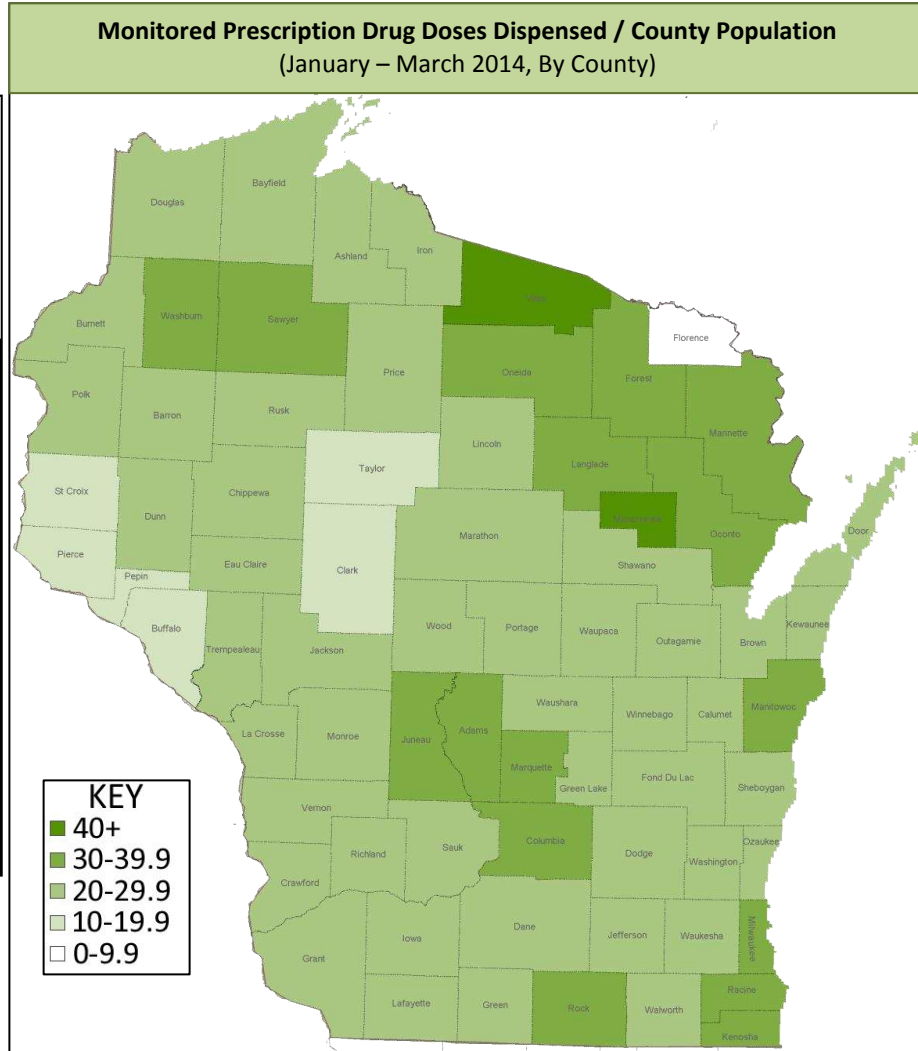 Monitored Prescription Drug Doses Dispensed / County Population
(January – March 2014, By County)
Bayfield
Douglas
Iron
Ashland
Vilas
Washburn
Sawyer
Burnett
Florence
Price
Oneida
Forest
Polk
Rusk
Barron
Marinette
Lincoln
Taylor
Langlade
St Croix
Chippewa
Menominee
Dunn
Door
Marathon
Oconto
Pierce
Eau Claire
Clark
Shawano
Pepin
Buffalo
Wood
Portage
Waupaca
Outagamie
Brown
Kewaunee
Trempealeau
Jackson
Waushara
Winnebago
Calumet
Manitowoc
La Crosse
Monroe
Juneau
Adams
Marquette
Green Lake
Fond Du Lac
Sheboygan
Vernon
Richland
Sauk
Columbia
Dodge
Washington
Ozaukee
Crawford
Dane
Iowa
Jefferson
Waukesha
Milwaukee
Grant
Lafayette
Green
Rock
Walworth
Racine
Kenosha
KEY
40+
30-39.9
20-29.9
10-19.9
0-9.9